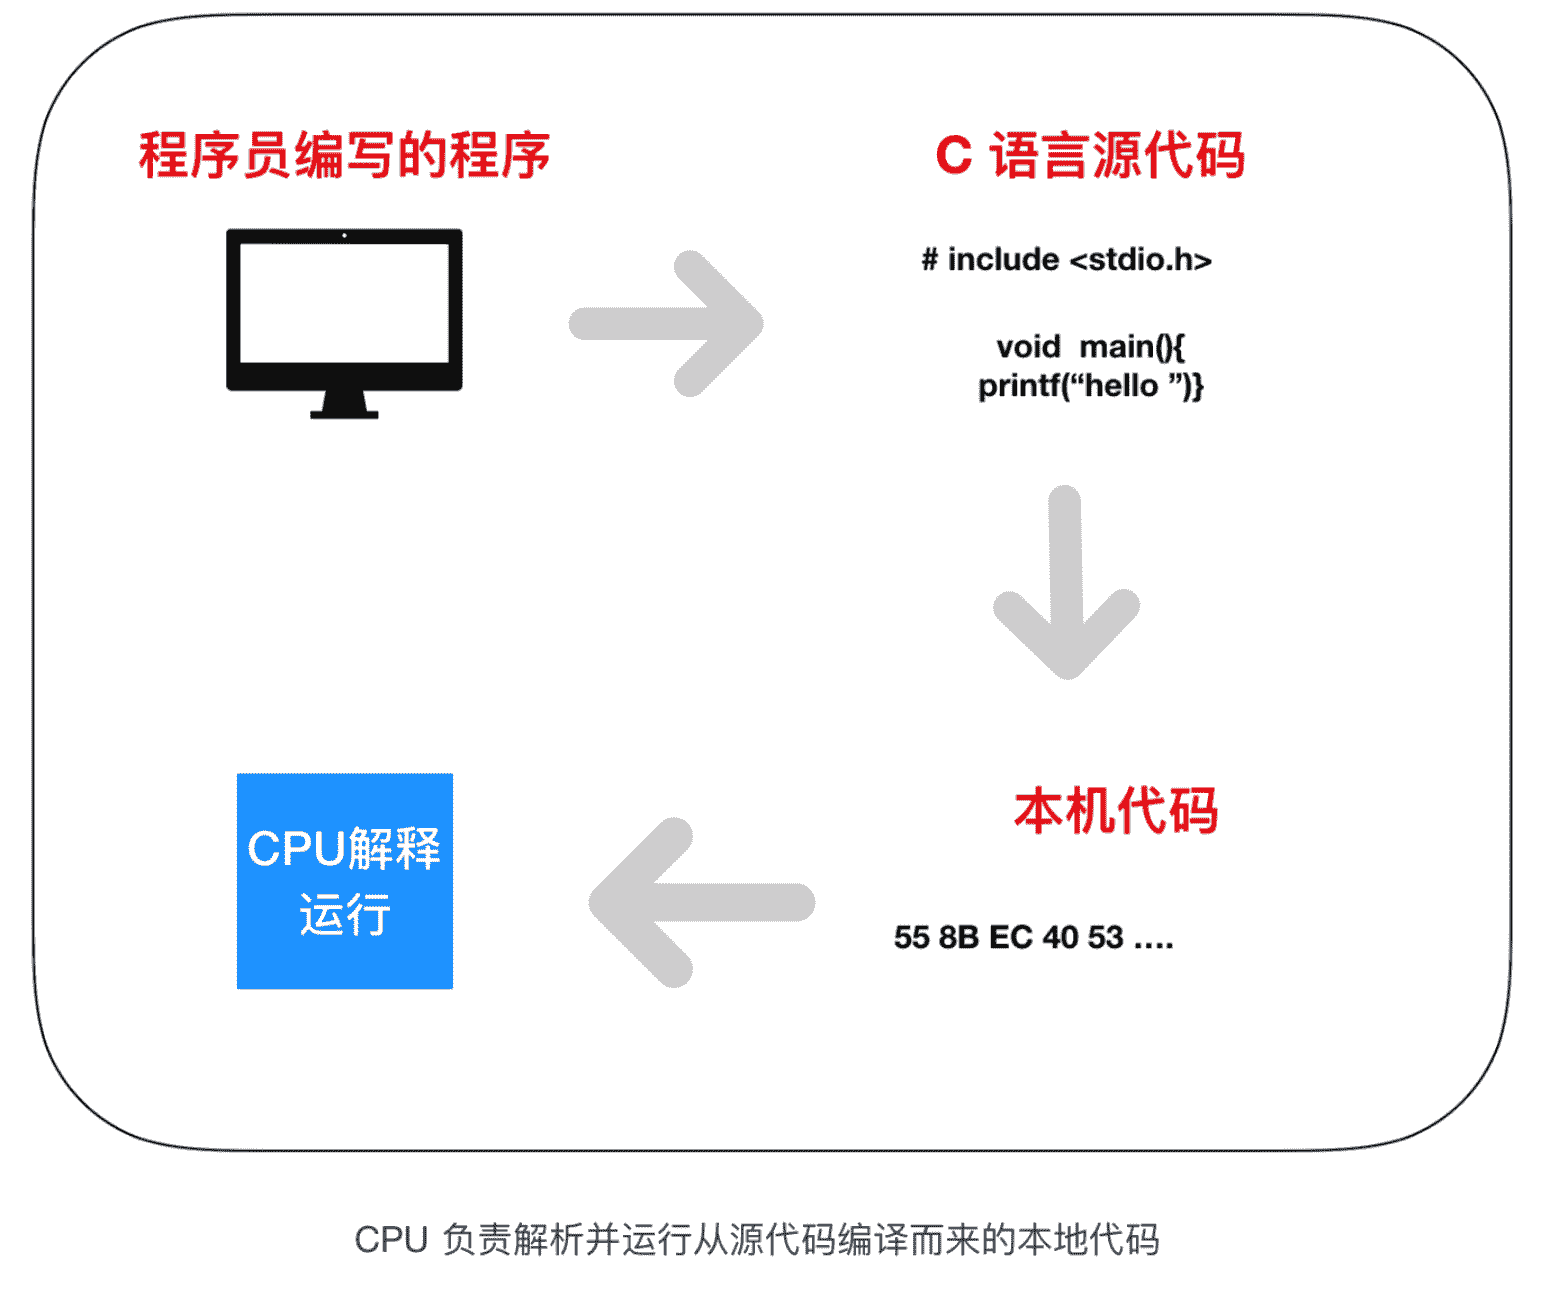 程序员编写的程序
C 语言源代码
# include <stdio.h>
void  main(){
printf(“hello ”)}
本机代码
55 8B EC 40 53 ....
CPU解释
运行
CPU 负责解析并运行从源代码编译而来的本地代码